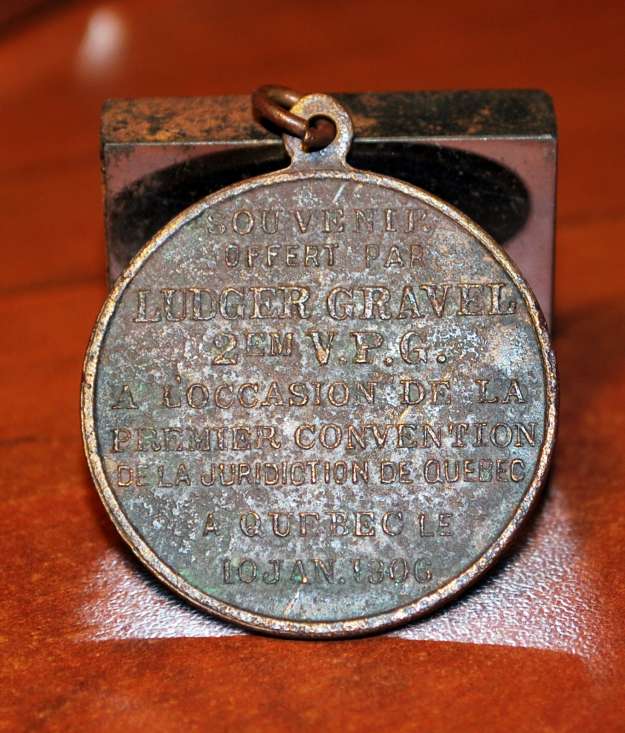 SOUVENIR
OFFERT PAR
LUDGER GRAVEL
2EM V.P.G.
A L'OCCASION DE LA
PREMIER CONVENTION
DE LA JURIDICTION DE QUEBEC
A QUEBEC LE
10 JAN. 1906